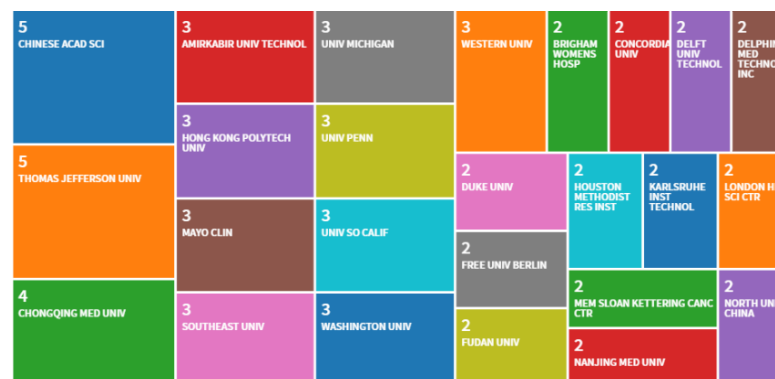 5
CHINESE ACAD SCI
5
THOMAS JEFFERSON UNIV
4
CHONGQING MED UNIV
3
AMIRKABIR UNIV TECHNOL
3
HONG KONG POLYTECH
UNIV
3
MAYO CLIN
3
SOUTHEAST UNIV
3
UNIV MICHIGAN
3
UNIV PENN
3
UNIV SO CALIF
3
WASHINGTON UNIV
3
WESTERN UNIV
2
BRIGHAM
WOMENS
HOSP
2
CONCORDIA
UNIV
2
DELFT
UNIV
TECHNOL
2
DELPHIN
MED
TECHNO
INC
2
DUKE UNIV
2
FREE UNIV BERLIN
2
FUDAN UNIV
2
HOUSTON
METHODIST
RES INST
2
KARLSRUHE
INST
TECHNOL
2
LONDON H
SCI CTR
2
MEM SLOAN KETTERING CANC
CTR
2
NANJING MED UNIV
2
NORTH UN
CHINA